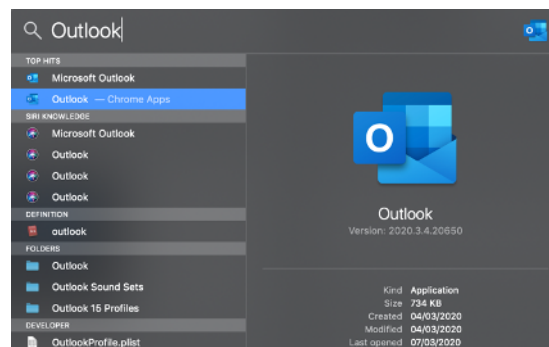 Outlook
TOP HITS
Microsoft Outlook
Outlook — Chrome Apps
SIRI KNOWLEDGE
Microsoft Outlook
Outlook
Outlook
Outlook
DEFINITION
outlook
FOLDERS
Outlook
Outlook Sound Sets
Outlook 15 Profiles
DEVELOPER
OutlookProfile.plist
Outlook
Version: 2020.3.4.20650
Kind Application
Size 734 KB
Created 04/03/2020
Modified 04/03/2020
Last opened 07/03/2020